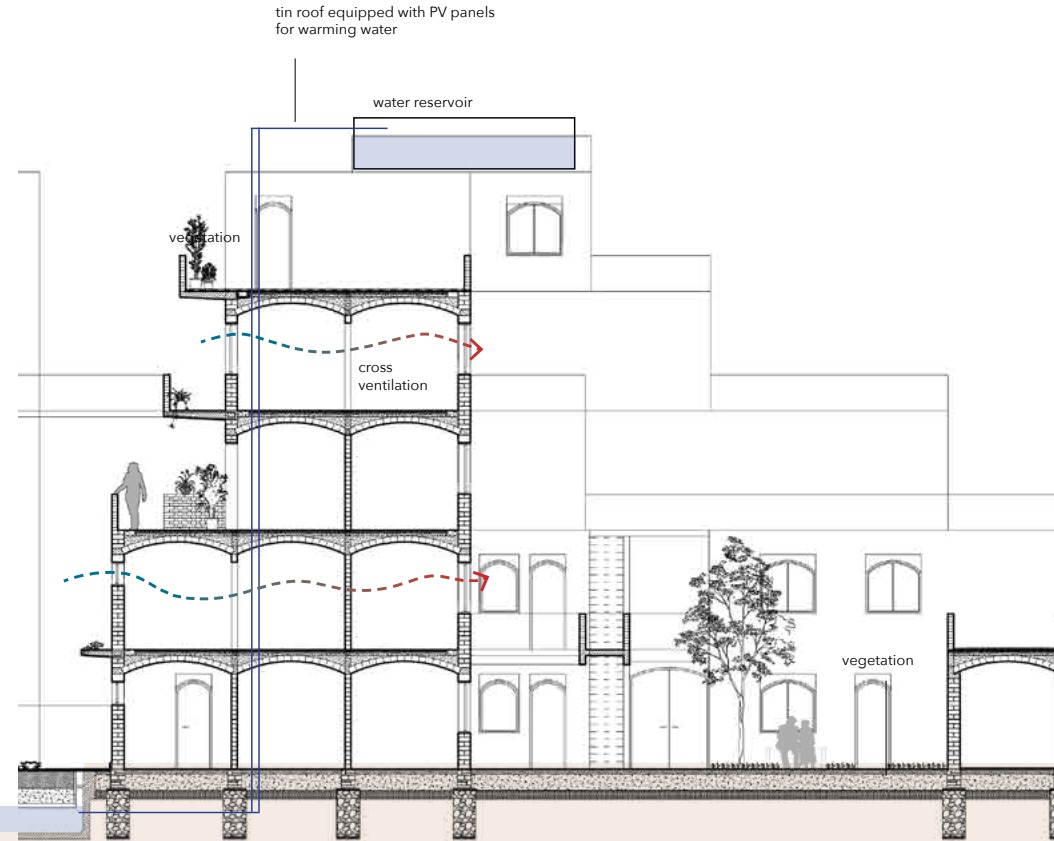 tin roof equipped with PV panels
for warming water
water reservoir
vegetation
cross
ventilation
vegetation